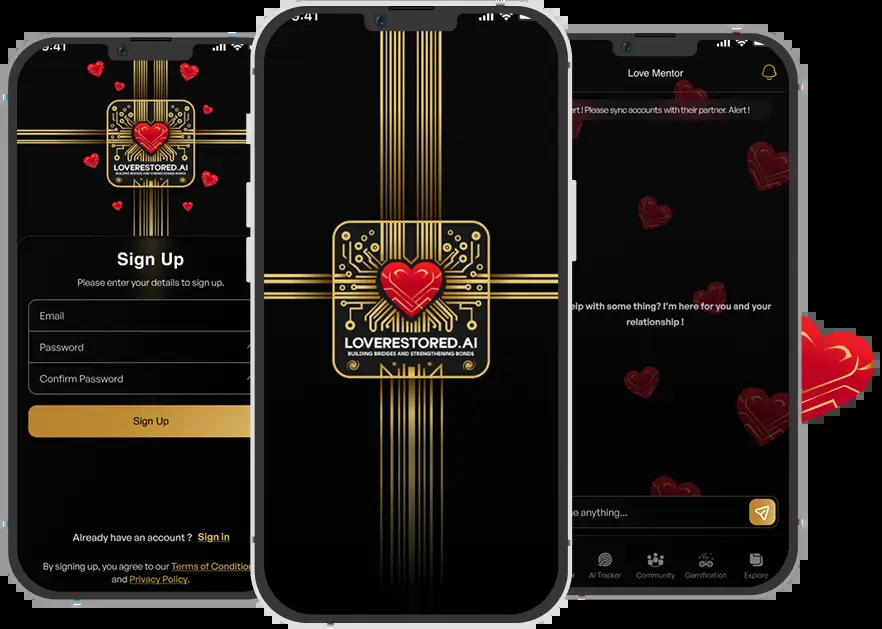 9:41
LOVERESTORED.AI
BUILDING BRIDGES AND STRENGTHENING BONDS
Sign Up
Please enter your details to sign up.
Email
Password
Confirm Password
Sign Up
Already have an account ? Sign in
By signing up, you agree to our Terms of Condition
and Privacy Policy.
9:41
LOVERESTORED.AI
BUILDING BRIDGES AND STRENGTHENING BONDS
Love Mentor
rt ! Please sync accounts with their partner. Alert !
elp with some thing? I'm here for you and your
relationship !
e anything...
AI Tracker
Community
Gamification
Explore